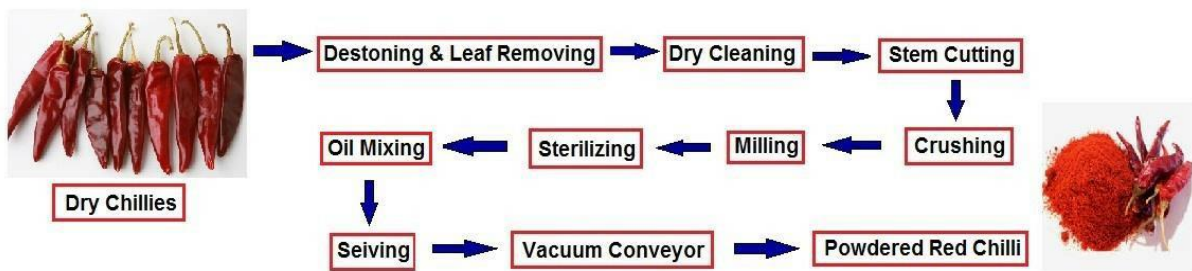 Dry Chillies
Destoning & Leaf Removing
Dry Cleaning
Stem Cutting
Crushing
Milling
Sterilizing
Oil Mixing
Seiving
Vacuum Conveyor
Powdered Red Chilli